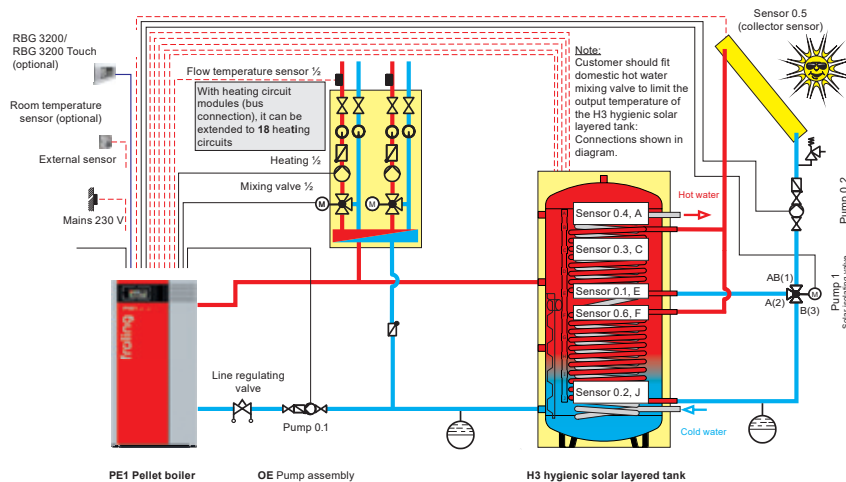 RBG 3200/
RBG 3200 Touch
(optional)
Room temperature
sensor (optional)
External sensor
Mains 230 V
Flow temperature sensor ½
With heating circuit
modules (bus
connection), it can be
extended to 18 heating
circuits
Heating ½
Mixing valve ½
M
M
Note:
Customer should fit
domestic hot water
mixing valve to limit the
output temperature of
the H3 hygienic solar
layered tank:
Connections shown in
diagram.
Sensor 0.5
(collector sensor)
Pump 0.2
Hot water
Sensor 0.4, A
Sensor 0.3, C
Sensor 0.1, E
Sensor 0.6, F
Sensor 0.2, J
Cold water
AB(1)
A(2)
B(3)
M
Pump 1
Solar isolating valve
froling
Line regulating
valve
Pump 0.1
PE1 Pellet boiler
OE Pump assembly
H3 hygienic solar layered tank